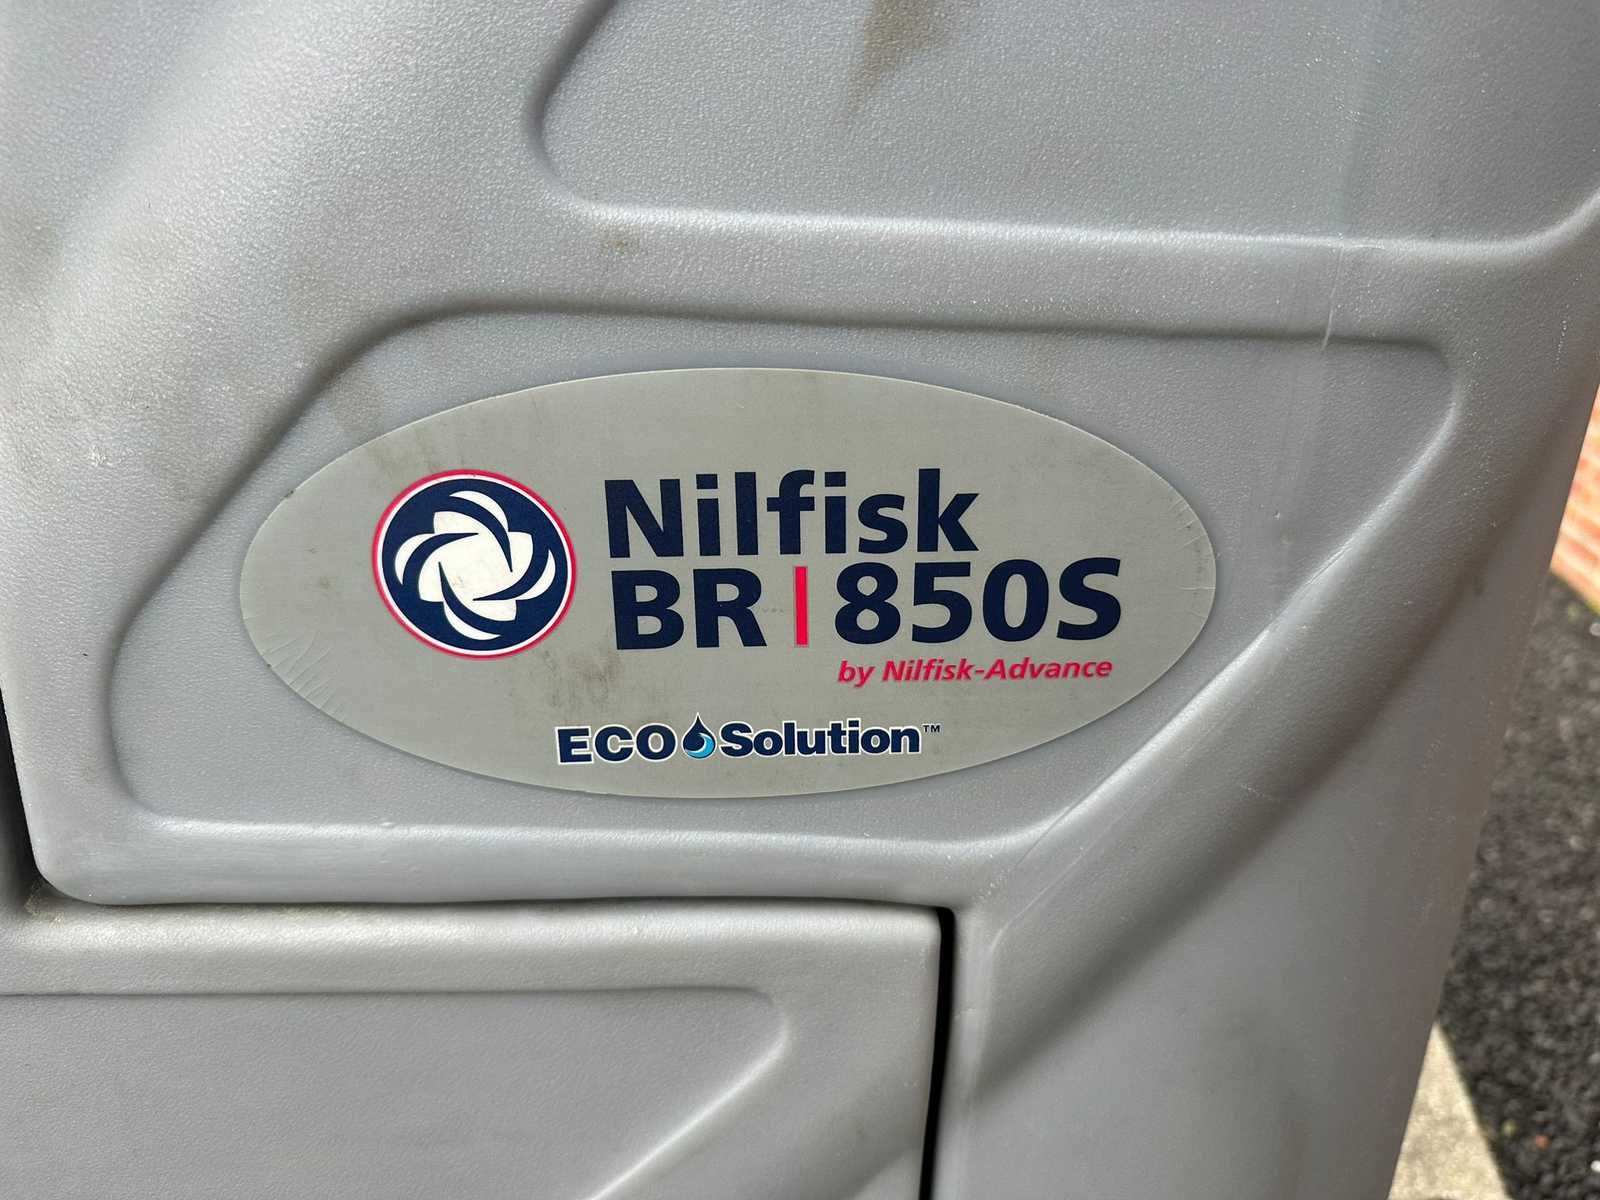 Nilfisk
BR|850S
by Nilfisk-Advance
ECO Solution™